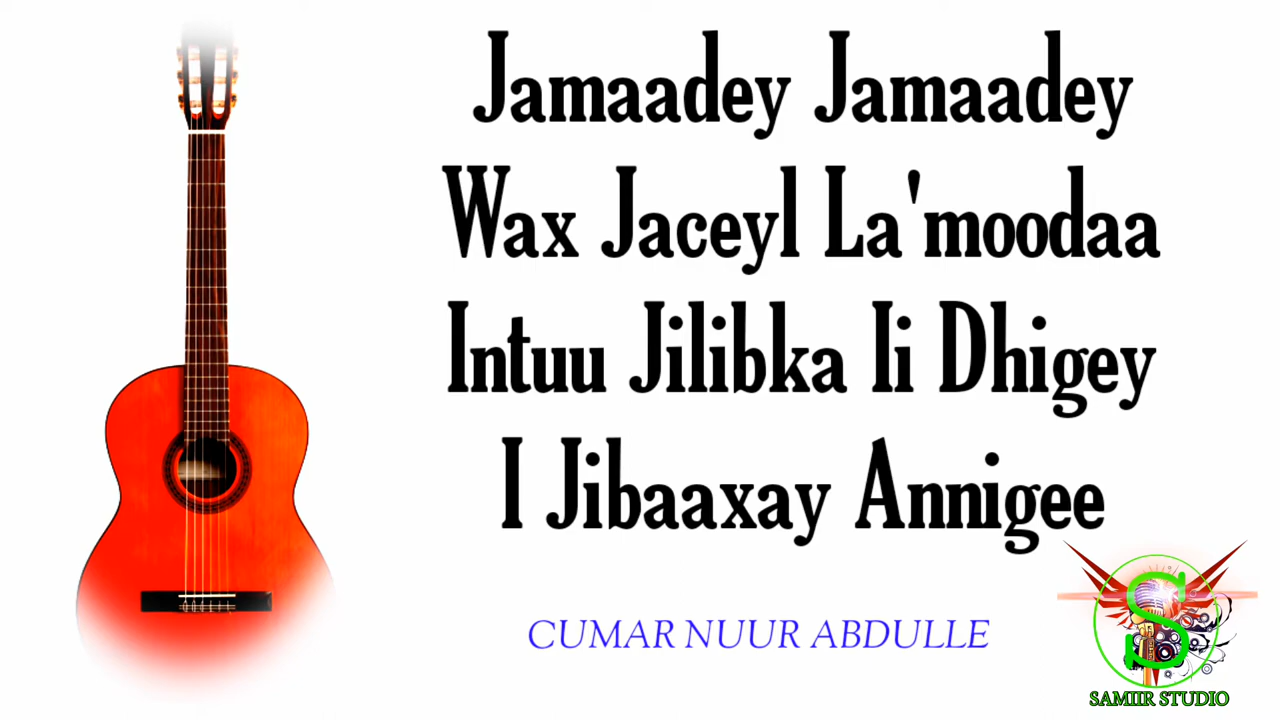 Jamaadey Jamaadey
Wax Jaceyl La'moodaa
Intuu Jilibka Ii Dhigey
I Jibaaxay Annigee
CUMAR NUUR ABDULLE
S
SAMIIR STUDIO